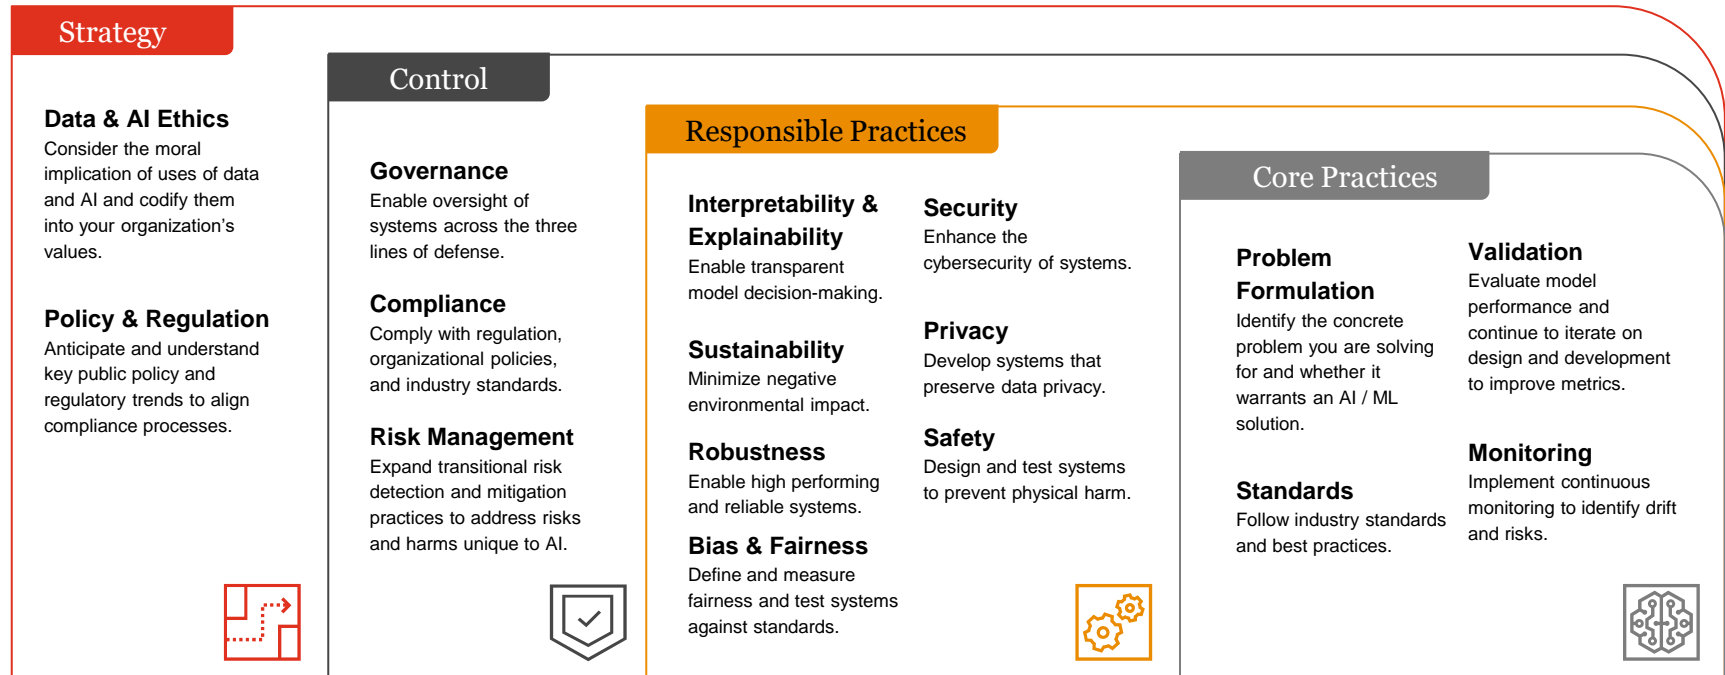 Strategy
Data & AI Ethics
Consider the moral
implication of uses of data
and AI and codify them
into your organization's
values.
Policy & Regulation
Anticipate and understand
key public policy and
regulatory trends to align
compliance processes.
Control
Governance
Enable oversight of
systems across the three
lines of defense.
Compliance
Comply with regulation,
organizational policies,
and industry standards.
Risk Management
Expand transitional risk
detection and mitigation
practices to address risks
and harms unique to AI.
Responsible Practices
Interpretability &
Explainability
Enable transparent
model decision-making.
Sustainability
Minimize negative
environmental impact.
Robustness
Enable high performing
and reliable systems.
Bias & Fairness
Define and measure
fairness and test systems
against standards.
Security
Enhance the
cybersecurity of systems.
Privacy
Develop systems that
preserve data privacy.
Safety
Design and test systems
to prevent physical harm.
Core Practices
Problem
Formulation
Identify the concrete
problem you are solving
for and whether it
warrants an AI / ML
solution.
Standards
Follow industry standards
and best practices.
Validation
Evaluate model
performance and
continue to iterate on
design and development
to improve metrics.
Monitoring
Implement continuous
monitoring to identify drift
and risks.